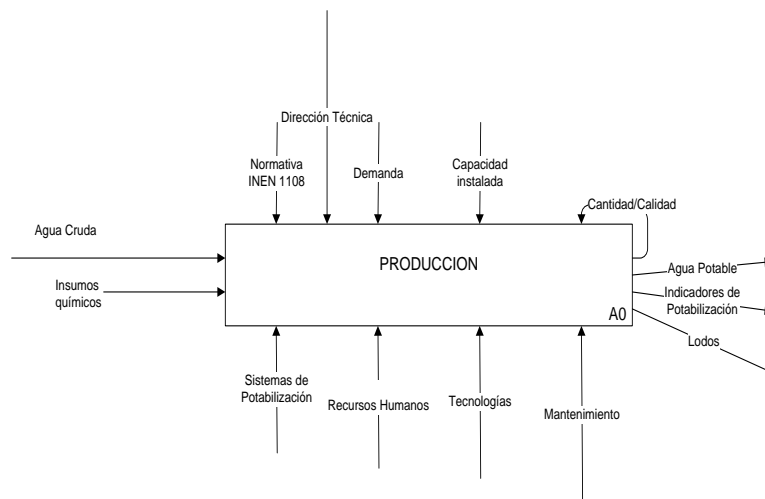 Dirección Técnica
Normativa
INEN 1108
Demanda
Capacidad
instalada
Cantidad/Calidad
Agua Cruda
PRODUCCION
Agua Potable
Insumos
químicos
Indicadores de
Potabilización
A0
Lodos
Sistemas de
Potabilización
Recursos Humanos
Tecnologías
Mantenimiento